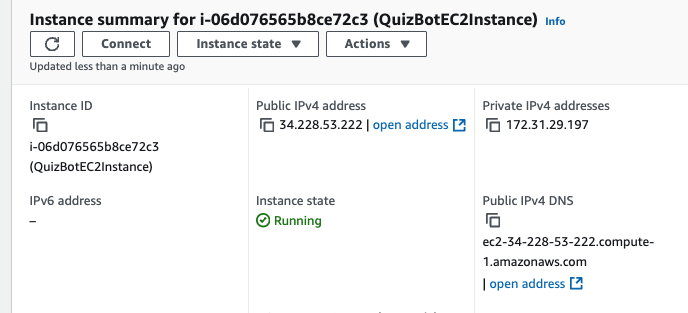 Instance summary for i-06d076565b8ce72c3 (QuizBotEC2Instance) Info
Connect Instance state Actions
Updated less than a minute ago
Instance ID
i-06d076565b8ce72c3
(QuizBotEC2Instance)
Public IPv4 address
34.228.53.222 | open address
Private IPv4 addresses
172.31.29.197
IPv6 address
–
Instance state
Running
Public IPv4 DNS
ec2-34-228-53-222.compute-
1.amazonaws.com
| open address